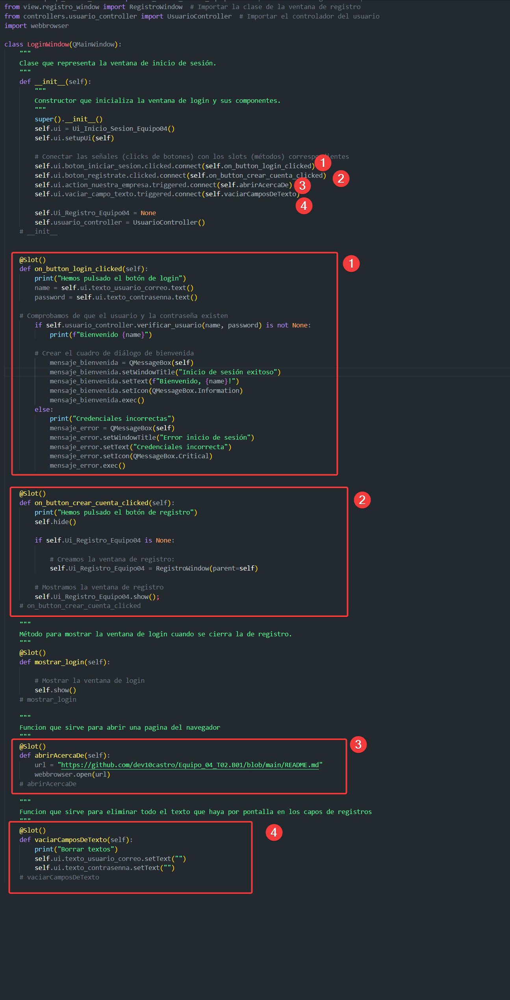 from view.registro_window import RegistroWindow  # Importar la clase de la ventana de registro
from controllers.usuario_controller import UsuarioController  # Importar el controlador del usuario
import webbrowser
class LoginWindow(QMainWindow):
    """
    Clase que representa la ventana de inicio de sesión.
    """
    def __init__(self):
        """
        Constructor que inicializa la ventana de login y sus componentes.
        """
        super().__init__()
        self.ui = Ui_Inicio_Sesion_Equipo04()
        self.ui.setupUi(self)
        # Conectar las señales (clicks de botones) con los slots (métodos) correspondientes
        self.ui.boton_iniciar_sesion.clicked.connect(self.on_button_login_clicked) 1
        self.ui.boton_registrate.clicked.connect(self.on_button_crear_cuenta_clicked) 2
        self.ui.action_nuestra_empresa.triggered.connect(self.abrirAcercaDe) 3
        self.ui.vaciar_campo_texto.triggered.connect(self.vaciarCamposDeTexto)
4
        self.Ui_Registro_Equipo04 = None
        self.usuario_controller = UsuarioController()
    # __init__
    @Slot() 1
    def on_button_login_clicked(self):
        print("Hemos pulsado el botón de login")
        name = self.ui.texto_usuario_correo.text()
        password = self.ui.texto_contrasenna.text()
    # Comprobamos de que el usuario y la contraseña existen
        if self.usuario_controller.verificar_usuario(name, password) is not None:
            print(f"Bienvenido {name}")
        # Crear el cuadro de diálogo de bienvenida
            mensaje_bienvenida = QMessageBox(self)
            mensaje_bienvenida.setWindowTitle("Inicio de sesión exitoso")
            mensaje_bienvenida.setText(f"Bienvenido, {name}!")
            mensaje_bienvenida.setIcon(QMessageBox.Information)
            mensaje_bienvenida.exec()
        else:
            print("Credenciales incorrectas")
            mensaje_error = QMessageBox(self)
            mensaje_error.setWindowTitle("Error inicio de sesión")
            mensaje_error.setText("Credenciales incorrecta")
            mensaje_error.setIcon(QMessageBox.Critical)
            mensaje_error.exec()
    @Slot() 2
    def on_button_crear_cuenta_clicked(self):
        print("Hemos pulsado el botón de registro")
        self.hide()
        if self.Ui_Registro_Equipo04 is None:
            # Creamos la ventana de registro:
            self.Ui_Registro_Equipo04 = RegistroWindow(parent=self)
        # Mostramos la ventana de registro
        self.Ui_Registro_Equipo04.show();
    # on_button_crear_cuenta_clicked
    """
    Método para mostrar la ventana de login cuando se cierra la de registro.
    """
    @Slot()
    def mostrar_login(self):
        # Mostrar la ventana de login
        self.show()
    # mostrar_login
    """
    Funcion que sirve para abrir una pagina del navegador
    """
    @Slot() 3
    def abrirAcercaDe(self):
        url = "https://github.com/dev10castro/Equipo_04_T02.B01/blob/main/README.md"
        webbrowser.open(url)
    # abrirAcercaDe
    """
    Funcion que sirve para eliminar todo el texto que haya por pontalla en los capos de registros
    """
    @Slot() 4
    def vaciarCamposDeTexto(self):
        print("Borrar textos")
        self.ui.texto_usuario_correo.setText("")
        self.ui.texto_contrasenna.setText("")
    # vaciarCamposDeTexto